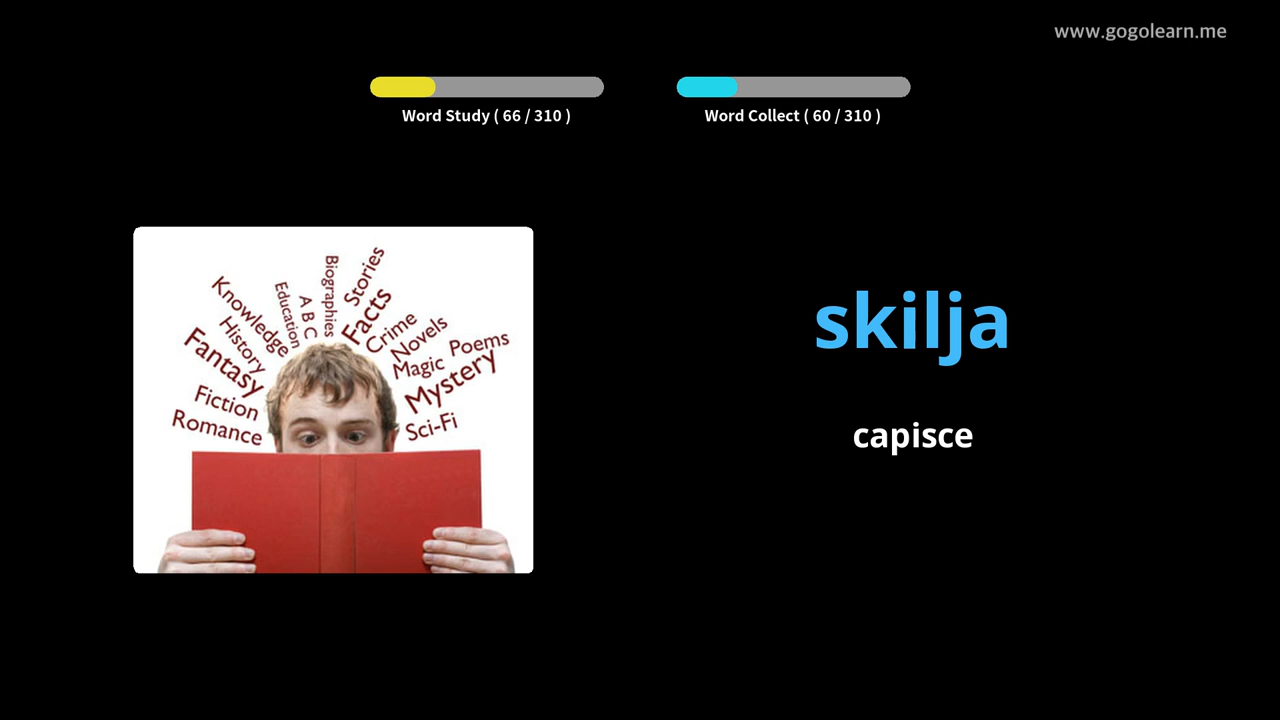 www.gogolearn.me
Word Study ( 66 / 310 )
Word Collect ( 60 / 310 )
Romance
Fiction
Fantasy
History
Knowledge
Education
A B C
Biographies
Stories
Facts
Crime
Novels
Magic
Poems
Mystery
Sci-Fi
skilja
capisce